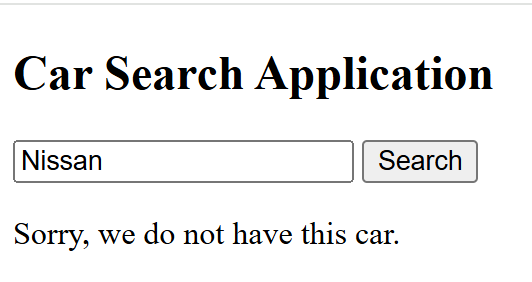 Car Search Application
Nissan Search
Sorry, we do not have this car.